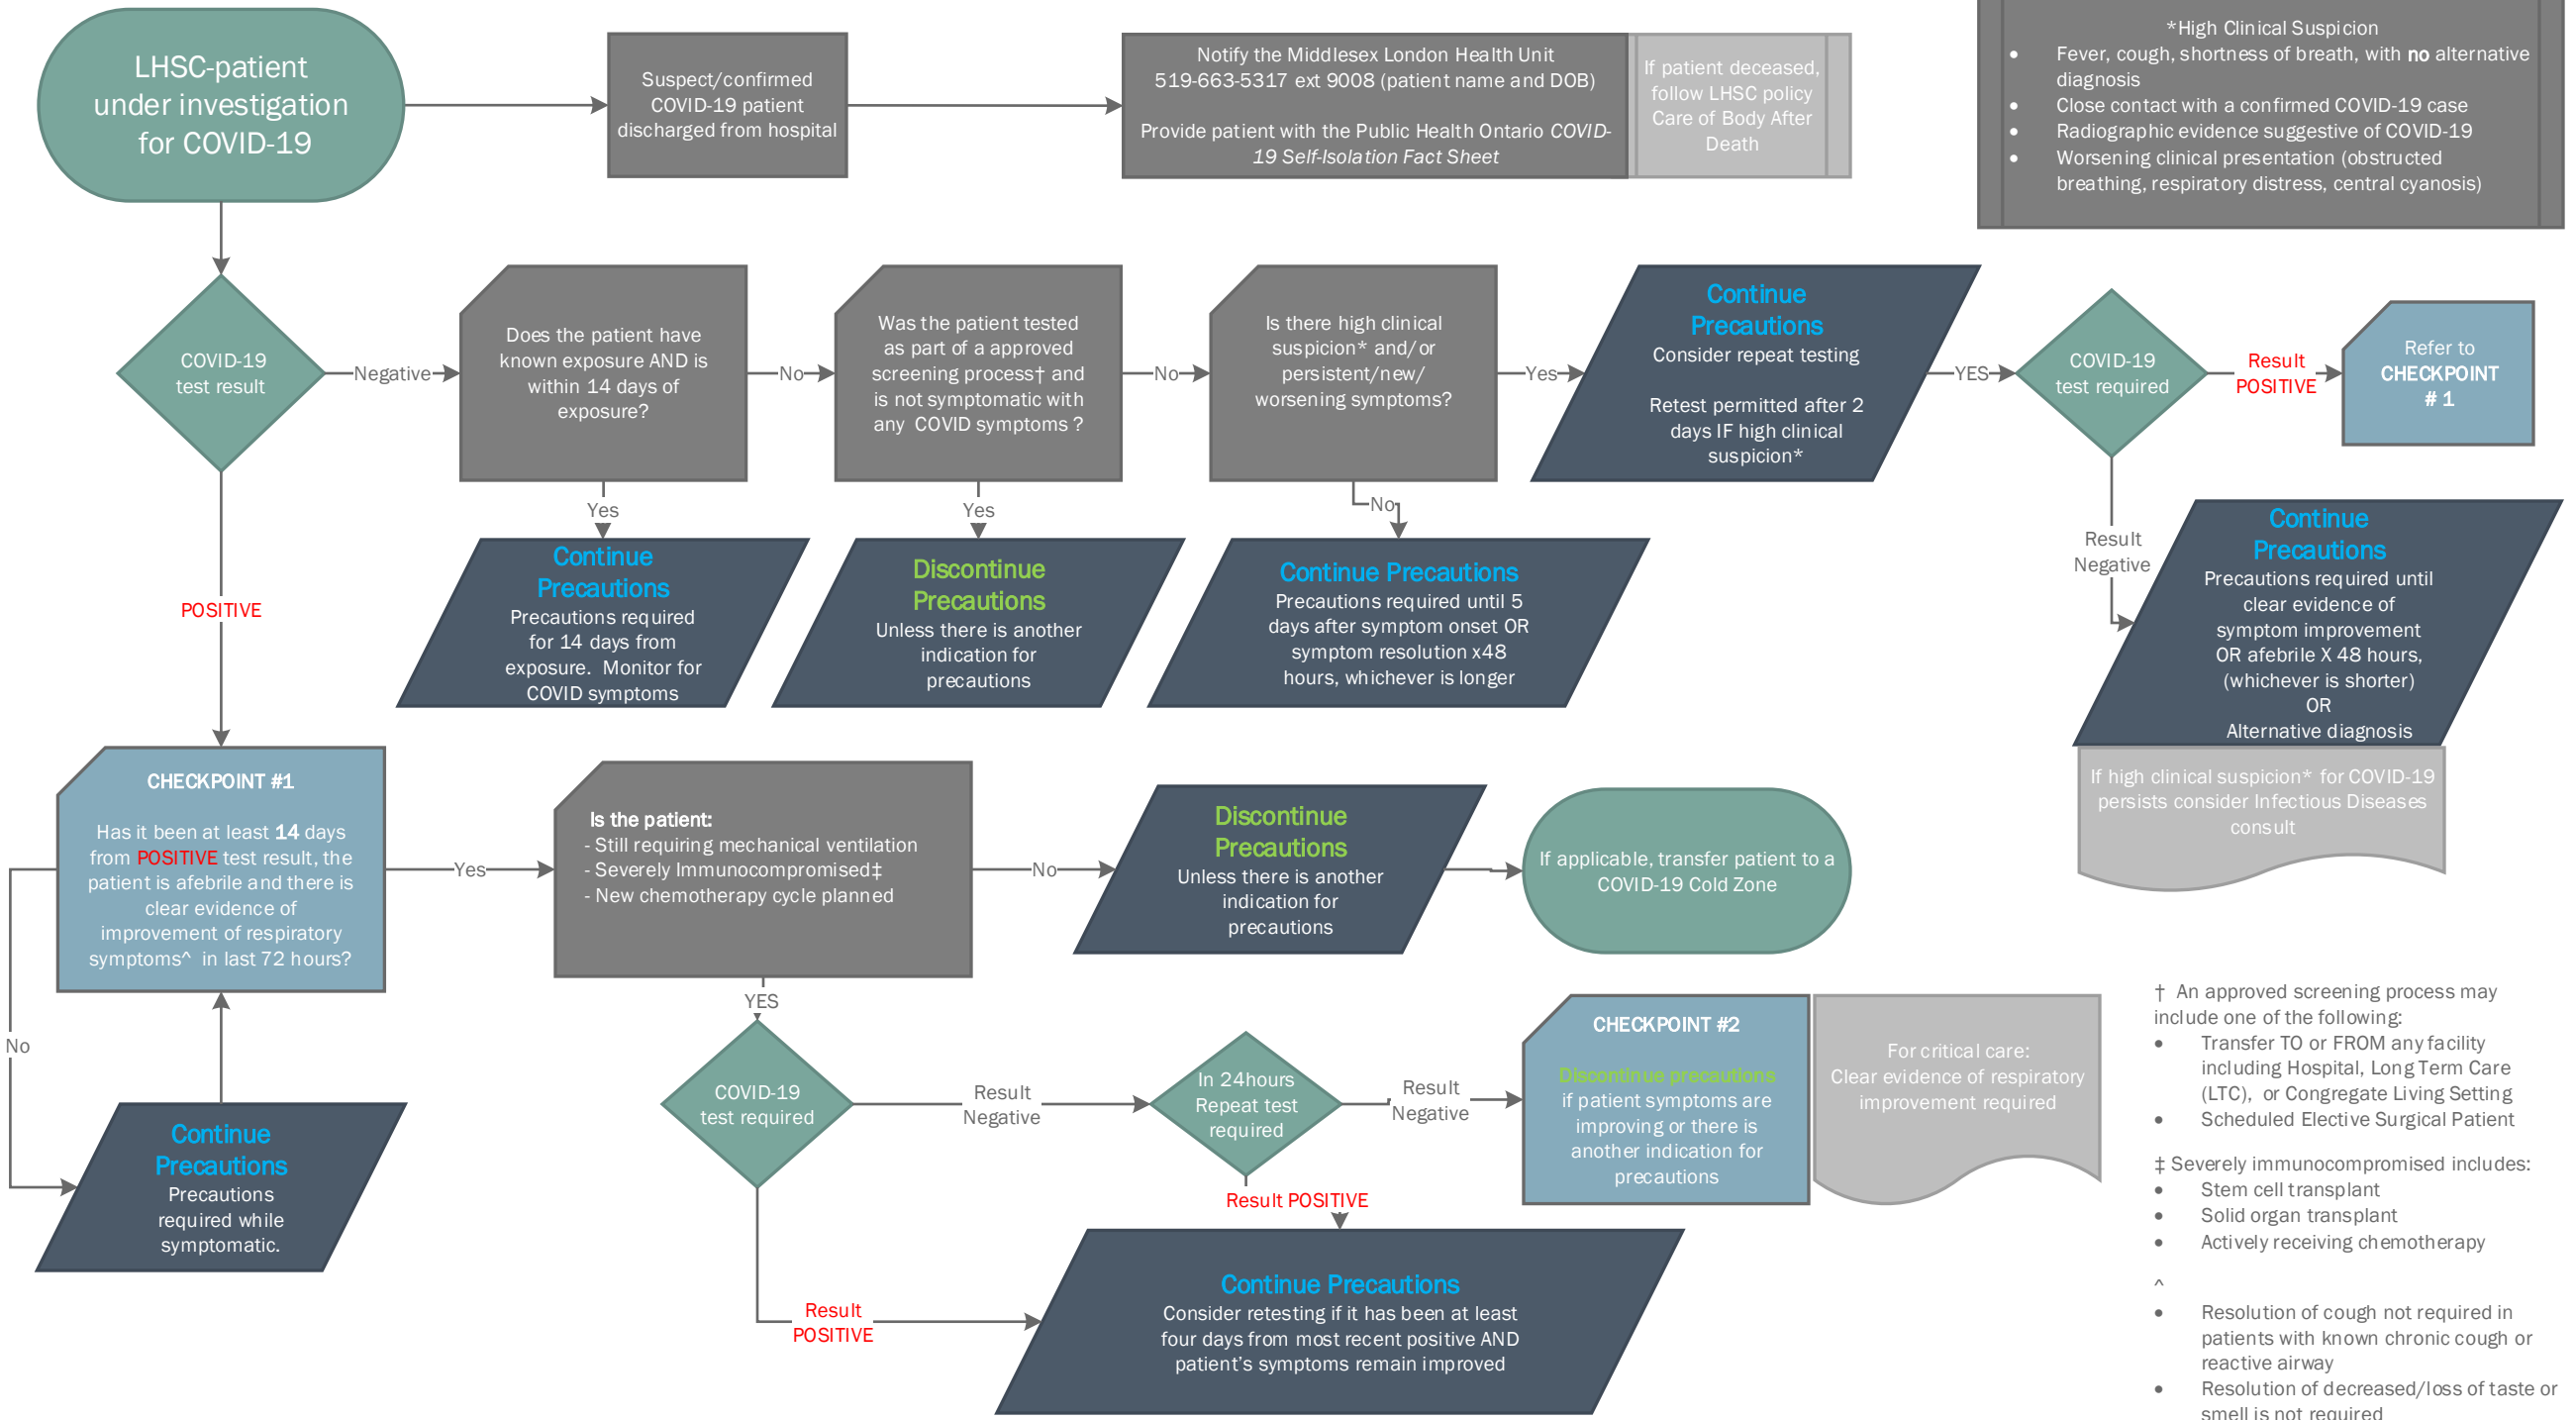 LHSC-patient
under investigation
for COVID-19
Suspect/confirmed
COVID-19 patient
discharged from hospital
Notify the Middlesex London Health Unit
519-663-5317 ext 9008 (patient name and DOB)
Provide patient with the Public Health Ontario COVID-
19 Self-Isolation Fact Sheet
If patient deceased,
follow LHSC policy
Care of Body After
Death
*High Clinical Suspicion
• Fever, cough, shortness of breath, with no alternative
diagnosis
• Close contact with a confirmed COVID-19 case
• Radiographic evidence suggestive of COVID-19
• Worsening clinical presentation (obstructed
breathing, respiratory distress, central cyanosis)
COVID-19
test result
Negative
Does the patient have
known exposure AND is
within 14 days of
exposure?
No
Was the patient tested
as part of a approved
screening process† and
is not symptomatic with
any COVID symptoms ?
No
Is there high clinical
suspicion* and/or
persistent/new/
worsening symptoms?
Yes
Continue
Precautions
Consider repeat testing
Retest permitted after 2
days IF high clinical
suspicion*
YES
COVID-19
test required
Result
POSITIVE
Refer to
CHECKPOINT
# 1
Yes
Continue
Precautions
Precautions required
for 14 days from
exposure. Monitor for
COVID symptoms
Yes
Discontinue
Precautions
Unless there is another
indication for
precautions
No
Continue Precautions
Precautions required until 5
days after symptom onset OR
symptom resolution x48
hours, whichever is longer
Result
Negative
Continue
Precautions
Precautions required until
clear evidence of
symptom improvement
OR afebrile X 48 hours,
(whichever is shorter)
OR
Alternative diagnosis
If high clinical suspicion* for COVID-19
persists consider Infectious Diseases
consult
POSITIVE
CHECKPOINT #1
Has it been at least 14 days
from POSITIVE test result, the
patient is afebrile and there is
clear evidence of
improvement of respiratory
symptoms^ in last 72 hours?
Yes
Is the patient:
- Still requiring mechanical ventilation
- Severely Immunocompromised‡
- New chemotherapy cycle planned
No
Discontinue
Precautions
Unless there is another
indication for
precautions
If applicable, transfer patient to a
COVID-19 Cold Zone
No
Continue
Precautions
Precautions
required while
symptomatic.
YES
COVID-19
test required
Result
Negative
In 24hours
Repeat test
required
Result
Negative
CHECKPOINT #2
Discontinue precautions
if patient symptoms are
improving or there is
another indication for
precautions
For critical care:
Clear evidence of respiratory
improvement required
Result POSITIVE
Result
POSITIVE
Continue Precautions
Consider retesting if it has been at least
four days from most recent positive AND
patient's symptoms remain improved
† An approved screening process may
include one of the following:
• Transfer TO or FROM any facility
including Hospital, Long Term Care
(LTC), or Congregate Living Setting
• Scheduled Elective Surgical Patient
‡ Severely immunocompromised includes:
• Stem cell transplant
• Solid organ transplant
• Actively receiving chemotherapy
^
• Resolution of cough not required in
patients with known chronic cough or
reactive airway
• Resolution of decreased/loss of taste or
smell is not required